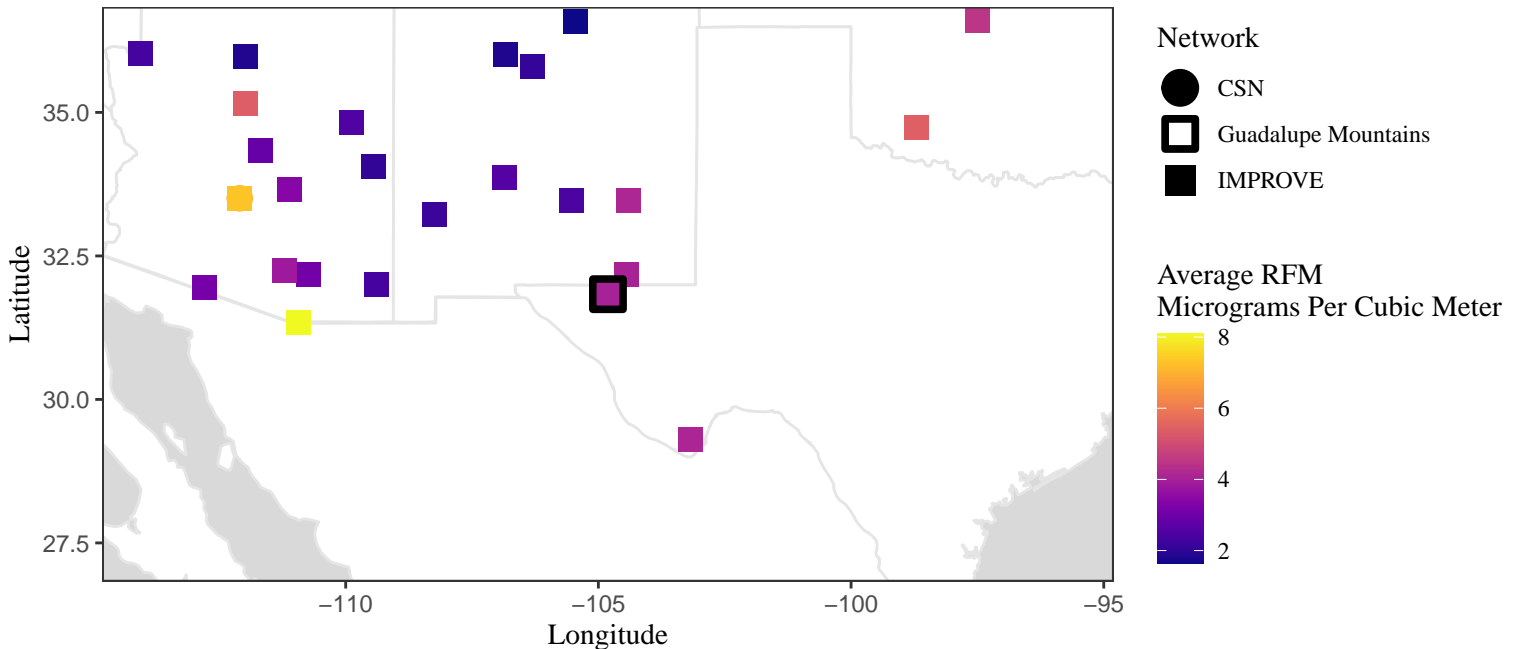 35.0
32.5
30.0
27.5
Latitude
−110
−105
−100
−95
Longitude
Network
CSN
Guadalupe Mountains
IMPROVE
Average RFM
Micrograms Per Cubic Meter
8
6
4
2